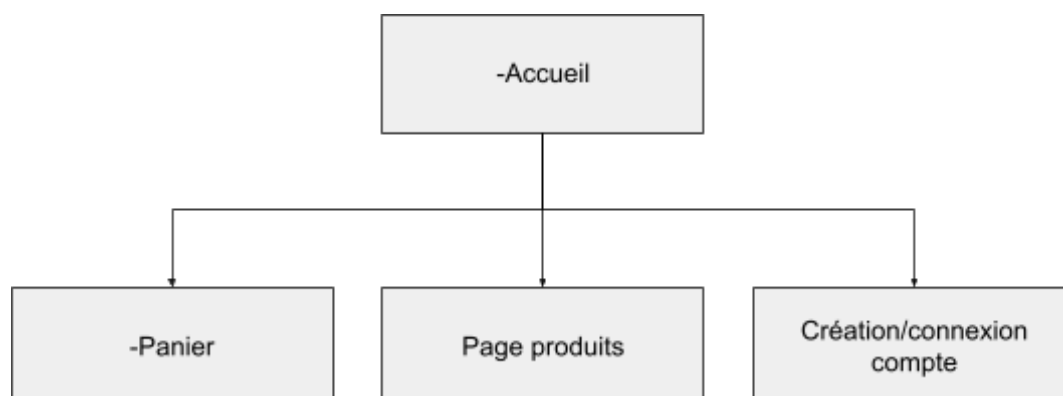 -Accueil
-Panier
Page produits
Création/connexion
compte